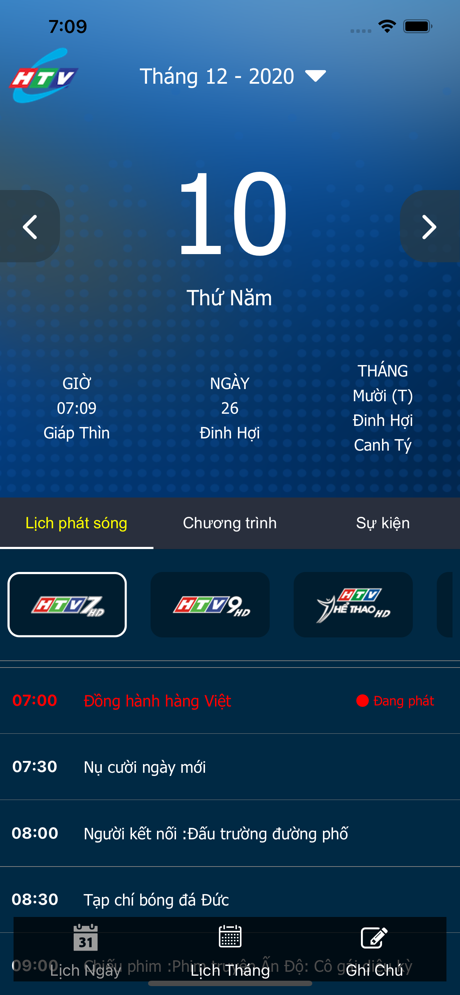 7:09
HTV
Tháng 12 - 2020
10
Thứ Năm
GIỜ
07:09
Giáp Thìn
NGÀY
26
Đinh Hợi
THÁNG
Mười (T)
Đinh Hợi
Canh Tý
Lịch phát sóng
Chương trình
Sự kiện
HTV7 HD
HTV9 HD
HTV THỂ THAO HD
07:00 Đồng hành hàng Việt Đang phát
07:30 Nụ cười ngày mới
08:00 Người kết nối :Đấu trường đường phố
08:30 Tạp chí bóng đá Đức
09:00 Chiếu phim :Phim truyện Ấn Độ: Cô gái diệu kỳ
31
Lịch Ngày
Lịch Tháng
Ghi Chú